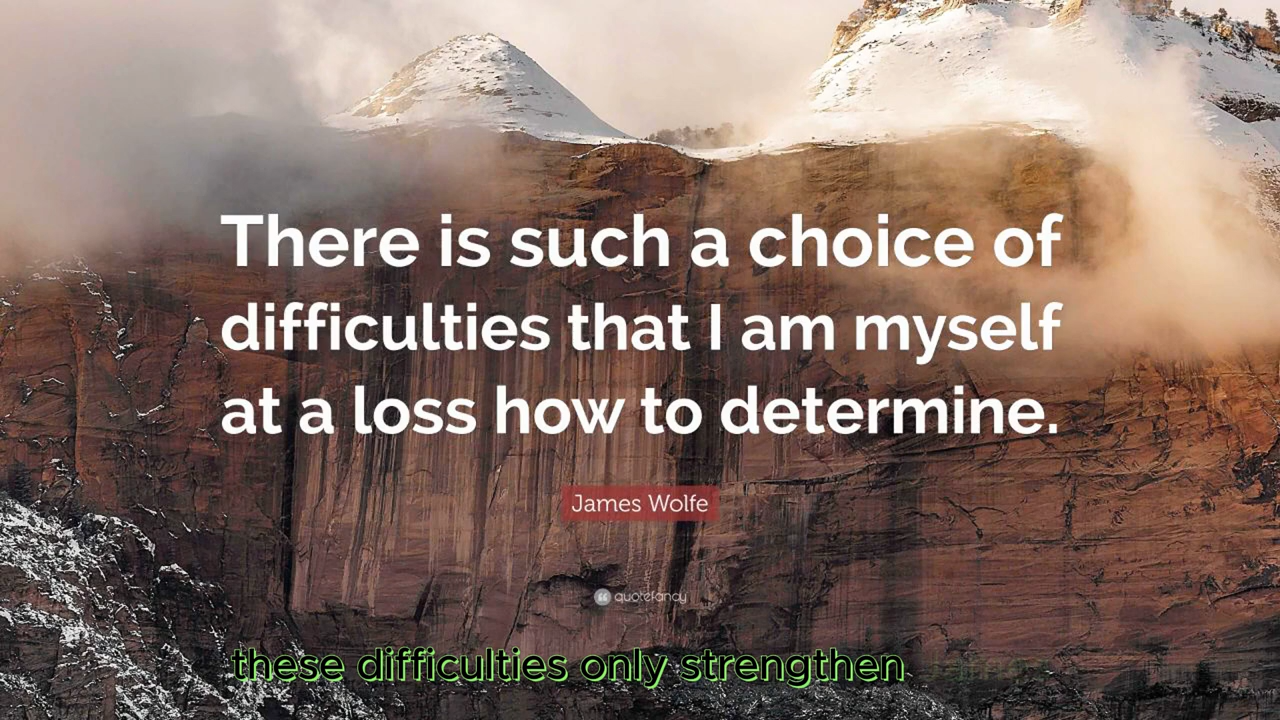 There is such a choice of
difficulties that I am myself
at a loss how to determine.
James Wolfe
quotefancy
these difficulties only strengthen